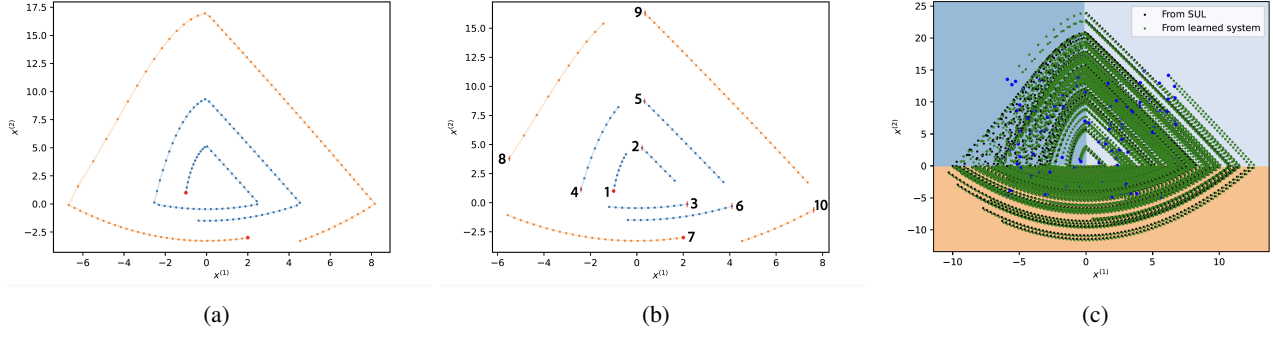 17.5
15.0
12.5
10.0
7.5
5.0
2.5
0.0
−2.5
x(2)
−6 −4 −2 0 2 4 6 8
x(1)
(a)
15.0
12.5
10.0
7.5
5.0
2.5
0.0
−2.5
x(2)
9
5
2
8
4
1
3
6
10
7
−6 −4 −2 0 2 4 6 8
x(1)
(b)
25
20
15
10
5
0
−5
−10
x(2)
From SUL
From learned system
−10 −5 0 5 10
x(1)
(c)